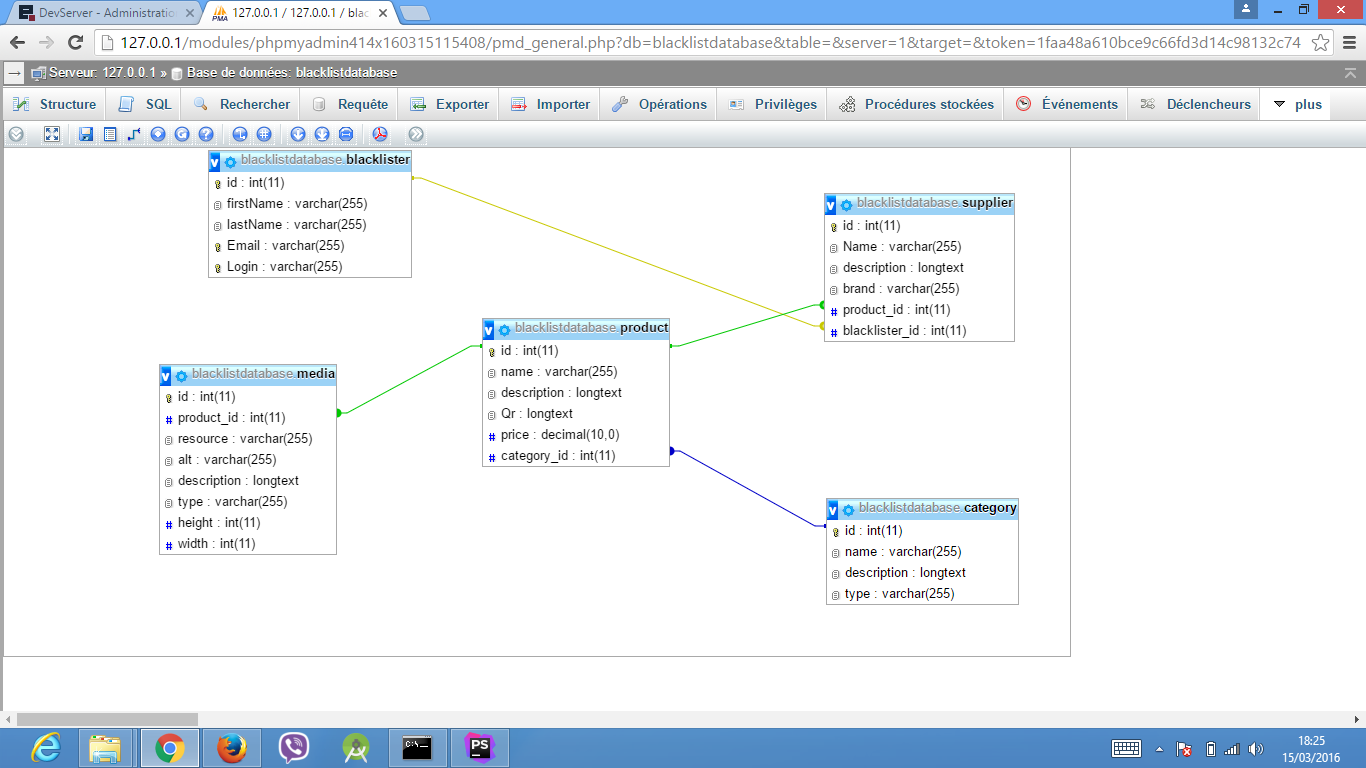 DevServer - Administratio
127.0.0.1 / 127.0.0.1 / blac
127.0.0.1/modules/phpmyadmin414x160315115408/pmd_general.php?db=blacklistdatabase&table=&server=1&target=&token=1faa48a610bce9c66fd3d14c98132c74
Serveur: 127.0.0.1 » Base de données: blacklistdatabase
Structure SQL Rechercher Requête Exporter Importer Opérations Privilèges Procédures stockées Événements Déclencheurs plus
blacklistdatabase.blacklister
id : int(11)
firstName : varchar(255)
lastName : varchar(255)
Email : varchar(255)
Login : varchar(255)
blacklistdatabase.supplier
id : int(11)
Name : varchar(255)
description : longtext
brand : varchar(255)
product_id : int(11)
blacklister_id : int(11)
blacklistdatabase.product
id : int(11)
name : varchar(255)
description : longtext
Qr : longtext
price : decimal(10,0)
category_id : int(11)
blacklistdatabase.media
id : int(11)
product_id : int(11)
resource : varchar(255)
alt : varchar(255)
description : longtext
type : varchar(255)
height : int(11)
width : int(11)
blacklistdatabase.category
id : int(11)
name : varchar(255)
description : longtext
type : varchar(255)
18:25
15/03/2016